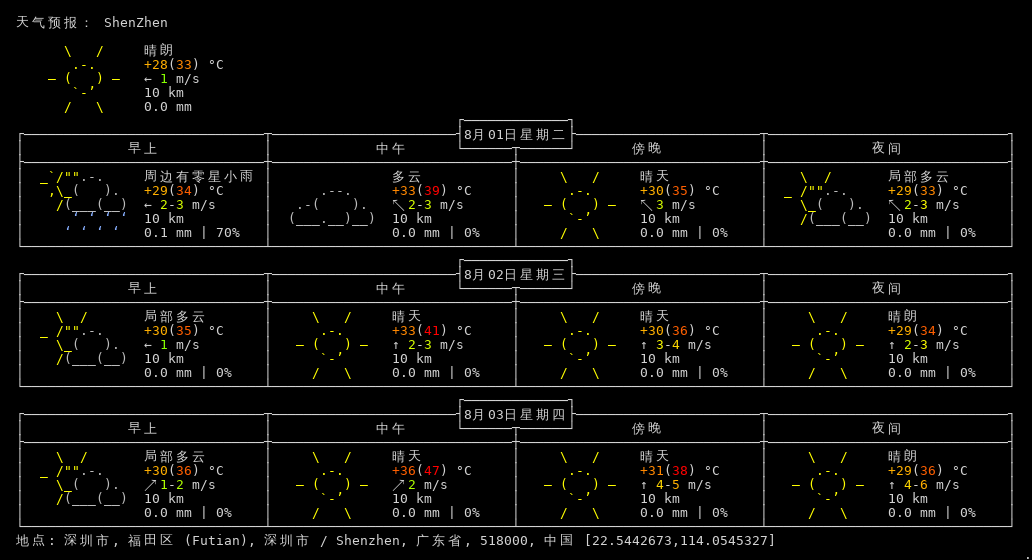 天气预报： ShenZhen
晴朗
+28(33) °C
← 1 m/s
10 km
0.0 mm
8月01日星期二
早上 中午 傍晚 夜间
周边有零星小雨 多云 晴天 局部多云
+29(34) °C +33(39) °C +30(35) °C +29(33) °C
← 2-3 m/s ↖ 2-3 m/s ↖ 3 m/s ↖ 2-3 m/s
10 km 10 km 10 km 10 km
0.1 mm | 70% 0.0 mm | 0% 0.0 mm | 0% 0.0 mm | 0%
8月02日星期三
早上 中午 傍晚 夜间
局部多云 晴天 晴天 晴朗
+30(35) °C +33(41) °C +30(36) °C +29(34) °C
← 1 m/s ↑ 2-3 m/s ↑ 3-4 m/s ↑ 2-3 m/s
10 km 10 km 10 km 10 km
0.0 mm | 0% 0.0 mm | 0% 0.0 mm | 0% 0.0 mm | 0%
8月03日星期四
早上 中午 傍晚 夜间
局部多云 晴天 晴天 晴朗
+30(36) °C +36(47) °C +31(38) °C +29(36) °C
↗ 1-2 m/s ↗ 2 m/s ↑ 4-5 m/s ↑ 4-6 m/s
10 km 10 km 10 km 10 km
0.0 mm | 0% 0.0 mm | 0% 0.0 mm | 0% 0.0 mm | 0%
地点: 深圳市, 福田区 (Futian), 深圳市 / Shenzhen, 广东省, 518000, 中国 [22.5442673,114.0545327]